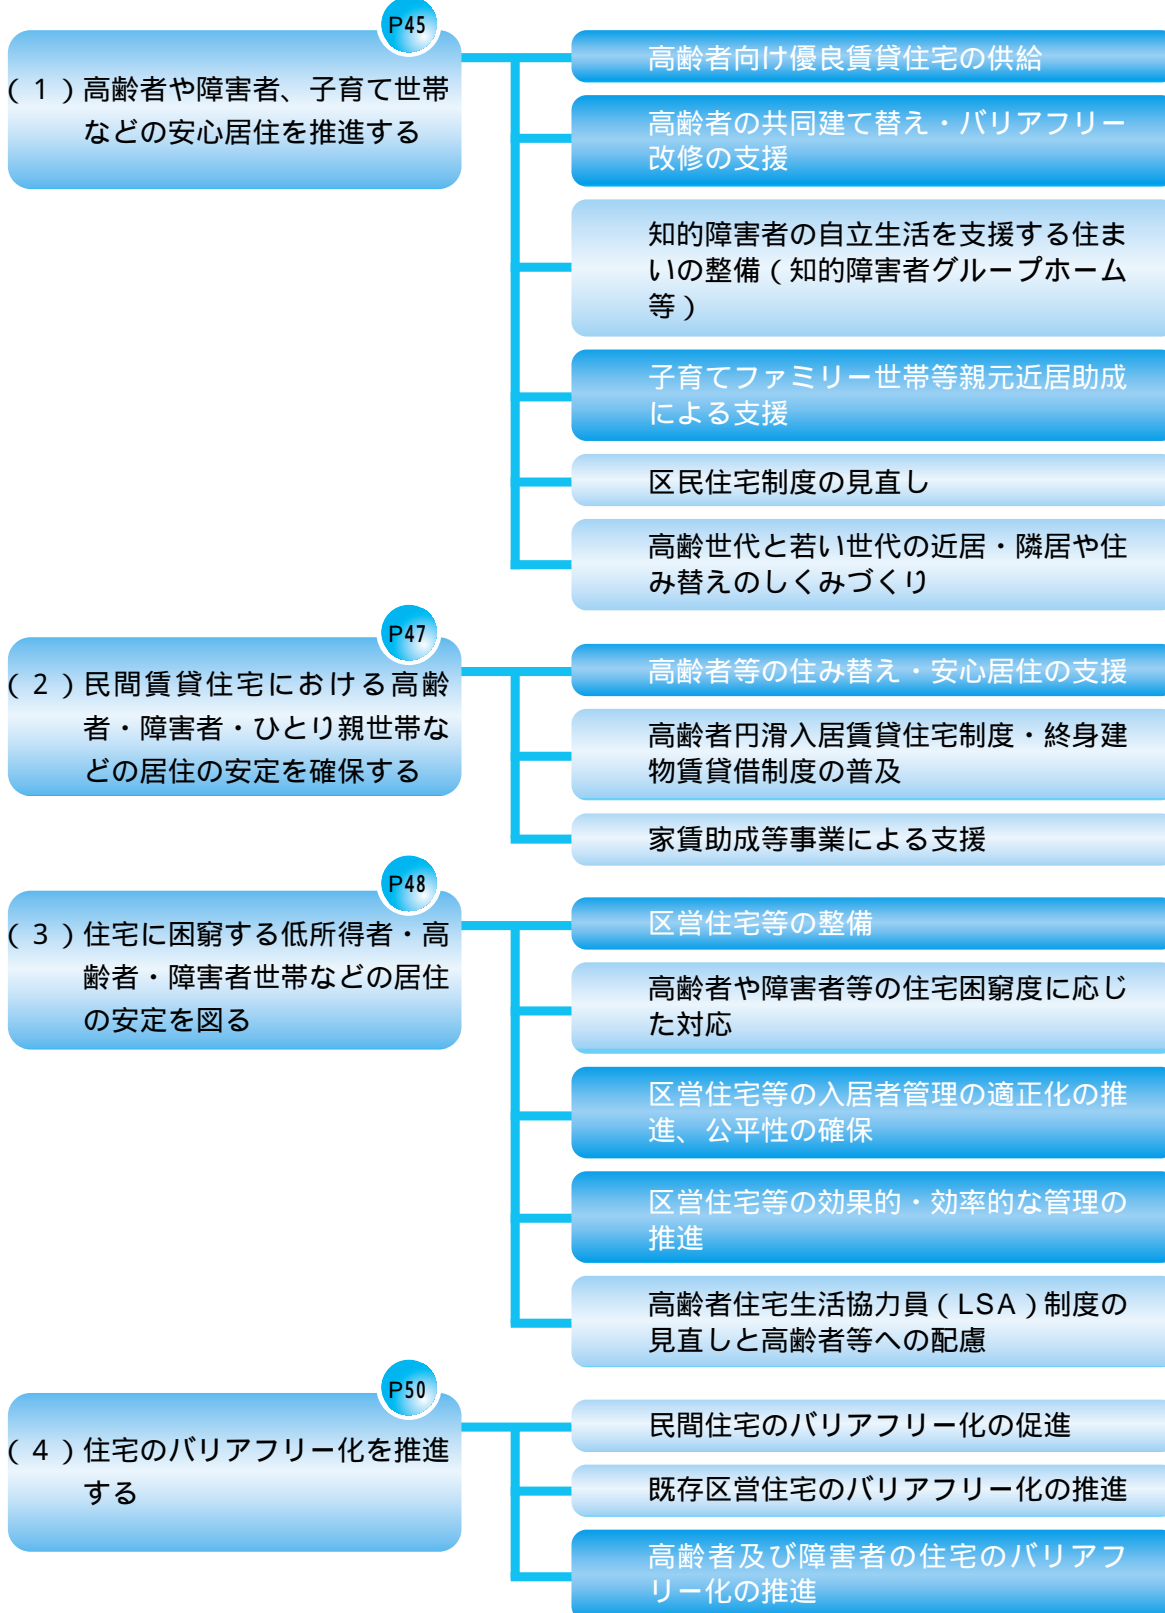 P45
(1)高齢者や障害者、子育て世帯
などの安心居住を推進する
高齢者向け優良賃貸住宅の供給
高齢者の共同建て替え・バリアフリー
改修の支援
知的障害者の自立生活を支援する住ま
いの整備(知的障害者グループホーム
等)
子育てファミリー世帯等親元近居助成
による支援
区民住宅制度の見直し
高齢世代と若い世代の近居・隣居や住
み替えのしくみづくり
P47
(2)民間賃貸住宅における高齢
者・障害者・ひとり親世帯な
どの居住の安定を確保する
高齢者等の住み替え・安心居住の支援
高齢者円滑入居賃貸住宅制度・終身建
物賃貸借制度の普及
家賃助成等事業による支援
P48
(3)住宅に困窮する低所得者・高
齢者・障害者世帯などの居住
の安定を図る
区営住宅等の整備
高齢者や障害者等の住宅困窮度に応じ
た対応
区営住宅等の入居者管理の適正化の推
進、公平性の確保
区営住宅等の効果的・効率的な管理の
推進
高齢者住宅生活協力員(LSA)制度の
見直しと高齢者等への配慮
P50
(4)住宅のバリアフリー化を推進
する
民間住宅のバリアフリー化の促進
既存区営住宅のバリアフリー化の推進
高齢者及び障害者の住宅のバリアフ
リー化の推進